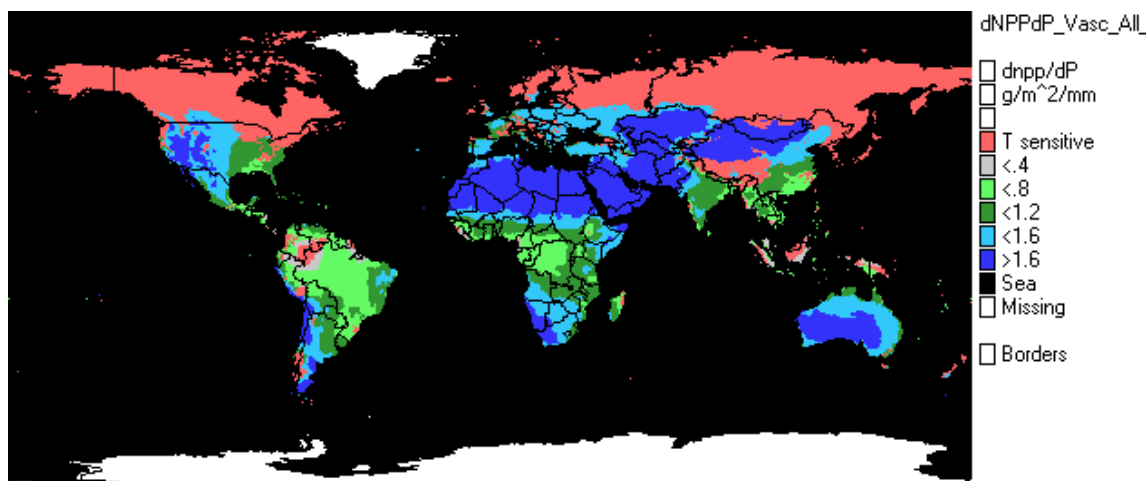 dNPPdP_Vasc_All_
dnpp/dP
g/m^2/mm
T sensitive
<.4
<.8
<1.2
<1.6
>1.6
Sea
Missing
Borders